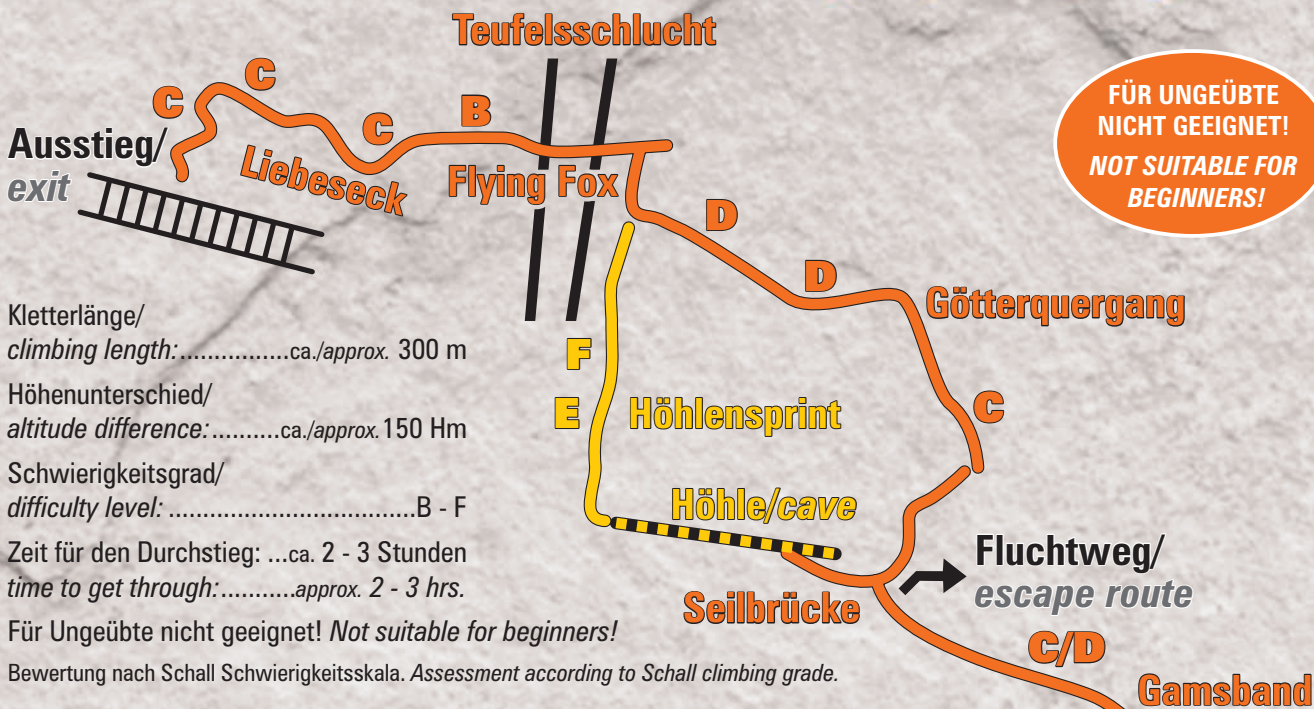 Teufelsschlucht
FÜR UNGEÜBTE
NICHT GEEIGNET!
NOT SUITABLE FOR
BEGINNERS!
C
C
C
B
Ausstieg/
exit
Liebeseck
Flying Fox
D
D
Götterquergang
Kletterlänge/
climbing length:................ca./approx. 300 m
Höhenunterschied/
altitude difference:..........ca./approx.150 Hm
Schwierigkeitsgrad/
difficulty level: ..................................B - F
Zeit für den Durchstieg: ...ca. 2 - 3 Stunden
time to get through:...........approx. 2 - 3 hrs.
Für Ungeübte nicht geeignet! Not suitable for beginners!
Bewertung nach Schall Schwierigkeitsskala. Assessment according to Schall climbing grade.
F
E
Höhlensprint
C
Höhle/cave
Seilbrücke
Fluchtweg/
escape route
C/D
Gamsband